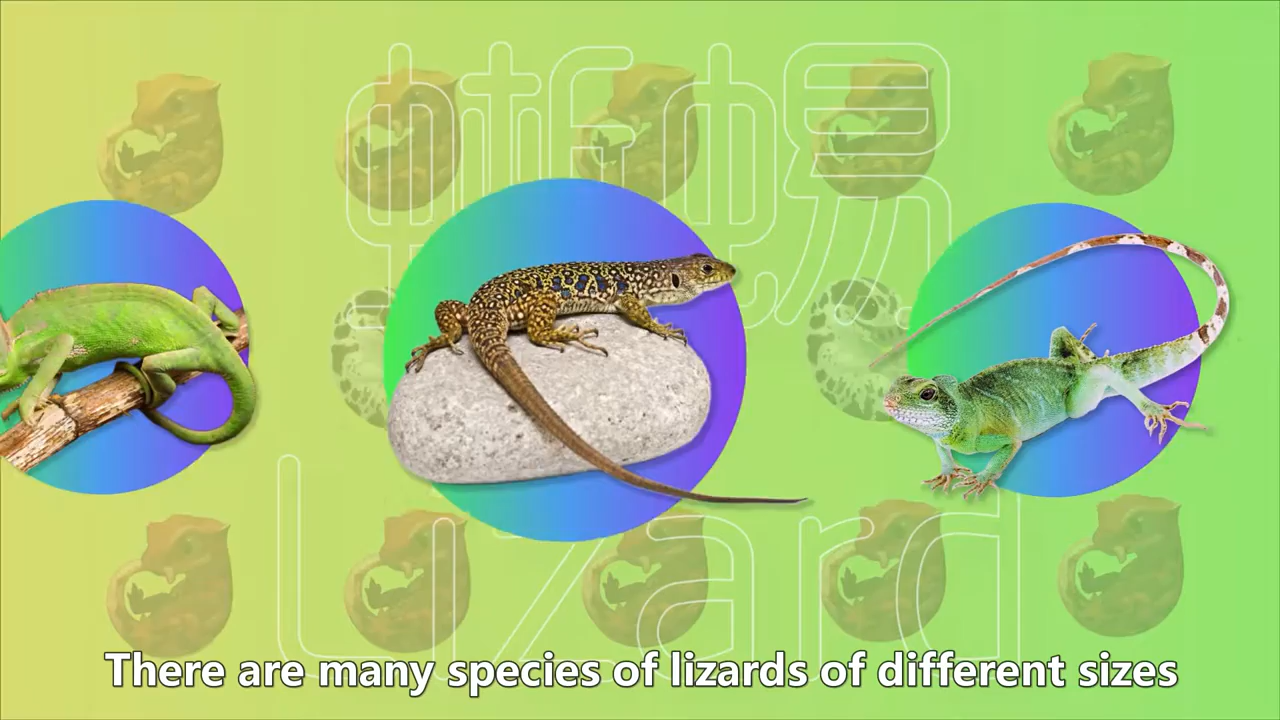 蜥蜴
Lizard
There are many species of lizards of different sizes